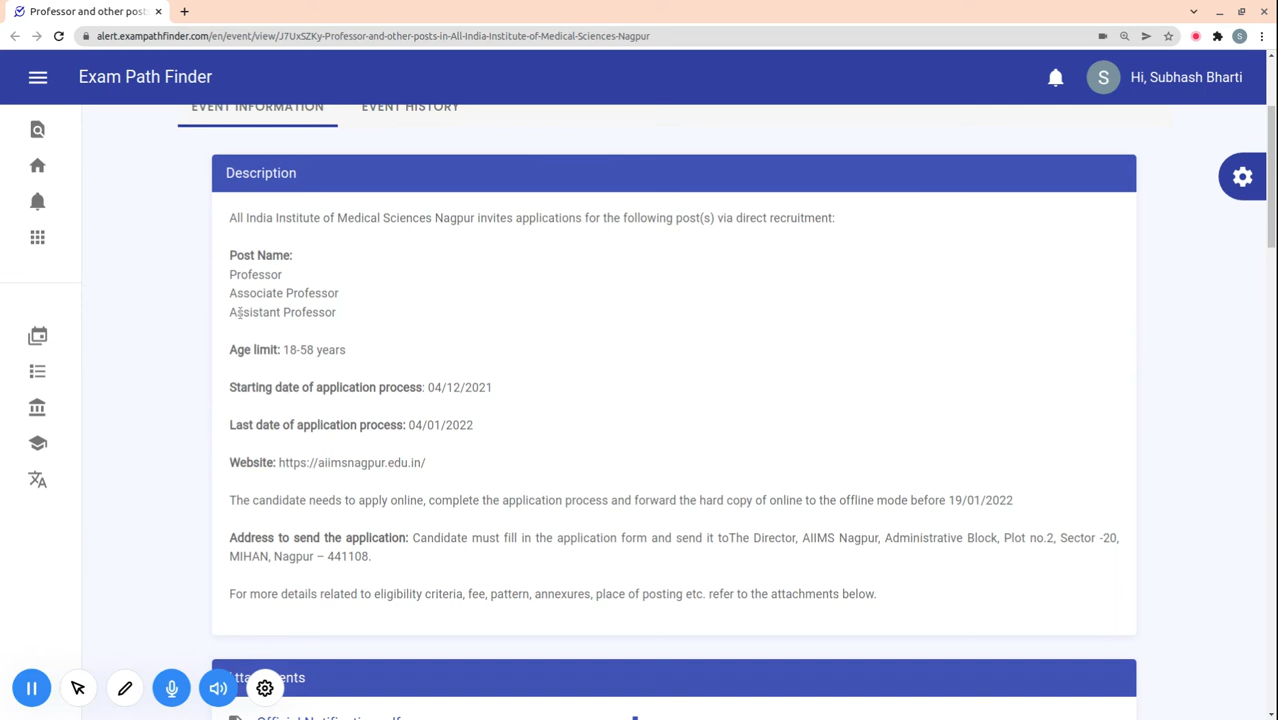 Professor and other pos
alert.exampathfinder.com/en/event/view/J7UxSZKy-Professor-and-other-posts-in-All-India-Institute-of-Medical-Sciences-Nagpur
S
Exam Path Finder
S
Hi, Subhash Bharti
EVENT INFORMATION
EVENT HISTORY
Description
All India Institute of Medical Sciences Nagpur invites applications for the following post(s) via direct recruitment:
Post Name:
Professor
Associate Professor
Assistant Professor
Age limit: 18-58 years
Starting date of application process: 04/12/2021
Last date of application process: 04/01/2022
Website: https://aiimsnagpur.edu.in/
The candidate needs to apply online, complete the application process and forward the hard copy of online to the offline mode before 19/01/2022
Address to send the application: Candidate must fill in the application form and send it toThe Director, AIIMS Nagpur, Administrative Block, Plot no.2, Sector -20,
MIHAN, Nagpur – 441108.
For more details related to eligibility criteria, fee, pattern, annexures, place of posting etc. refer to the attachments below.